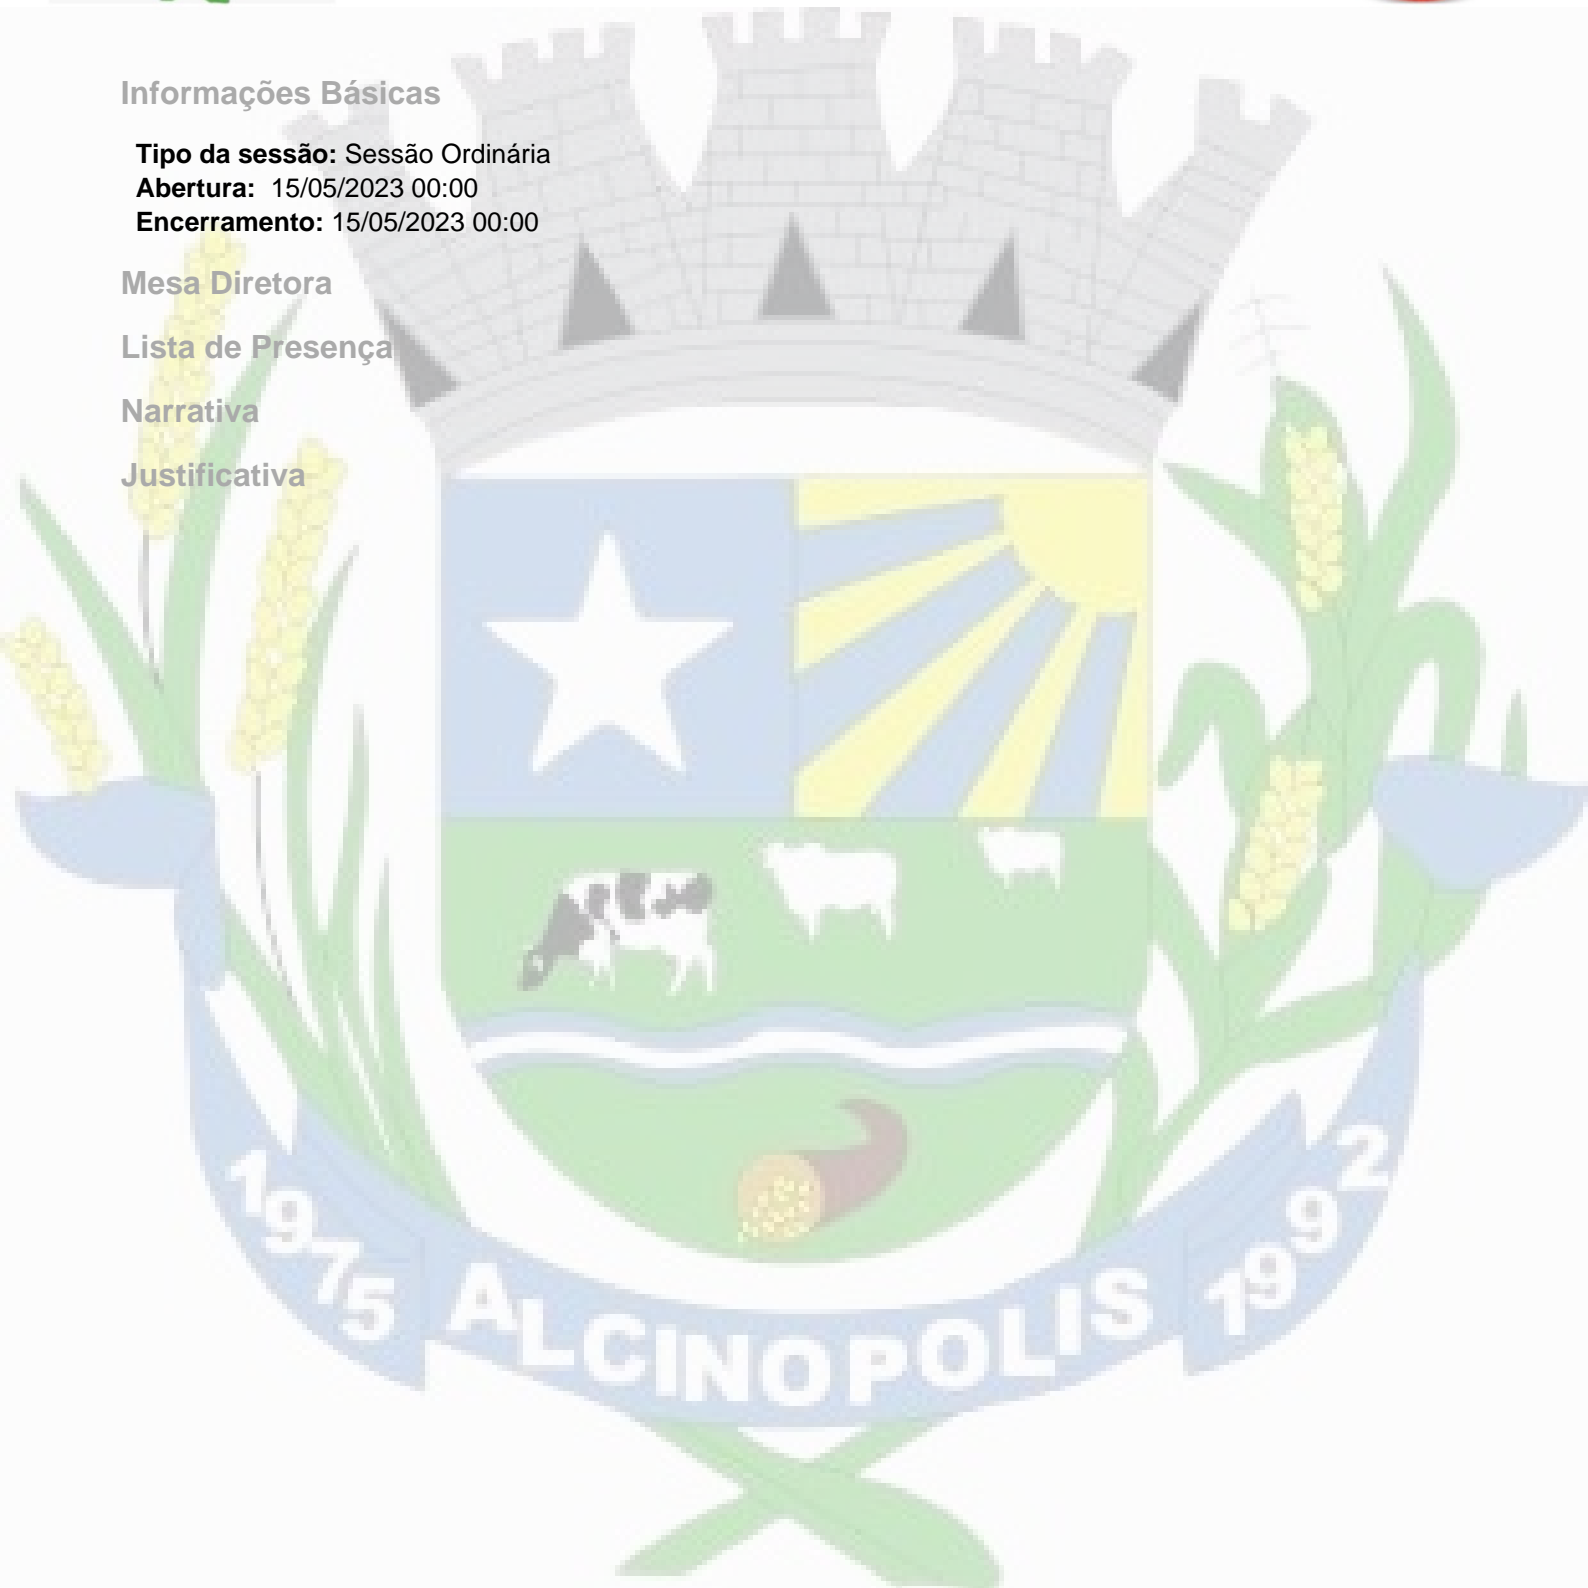 Informações Básicas
Tipo da sessão: Sessão Ordinária
Abertura: 15/05/2023 00:00
Encerramento: 15/05/2023 00:00
Mesa Diretora
Lista de Presença
Narrativa
Justificativa
1975 ALCINOPOLIS 1992